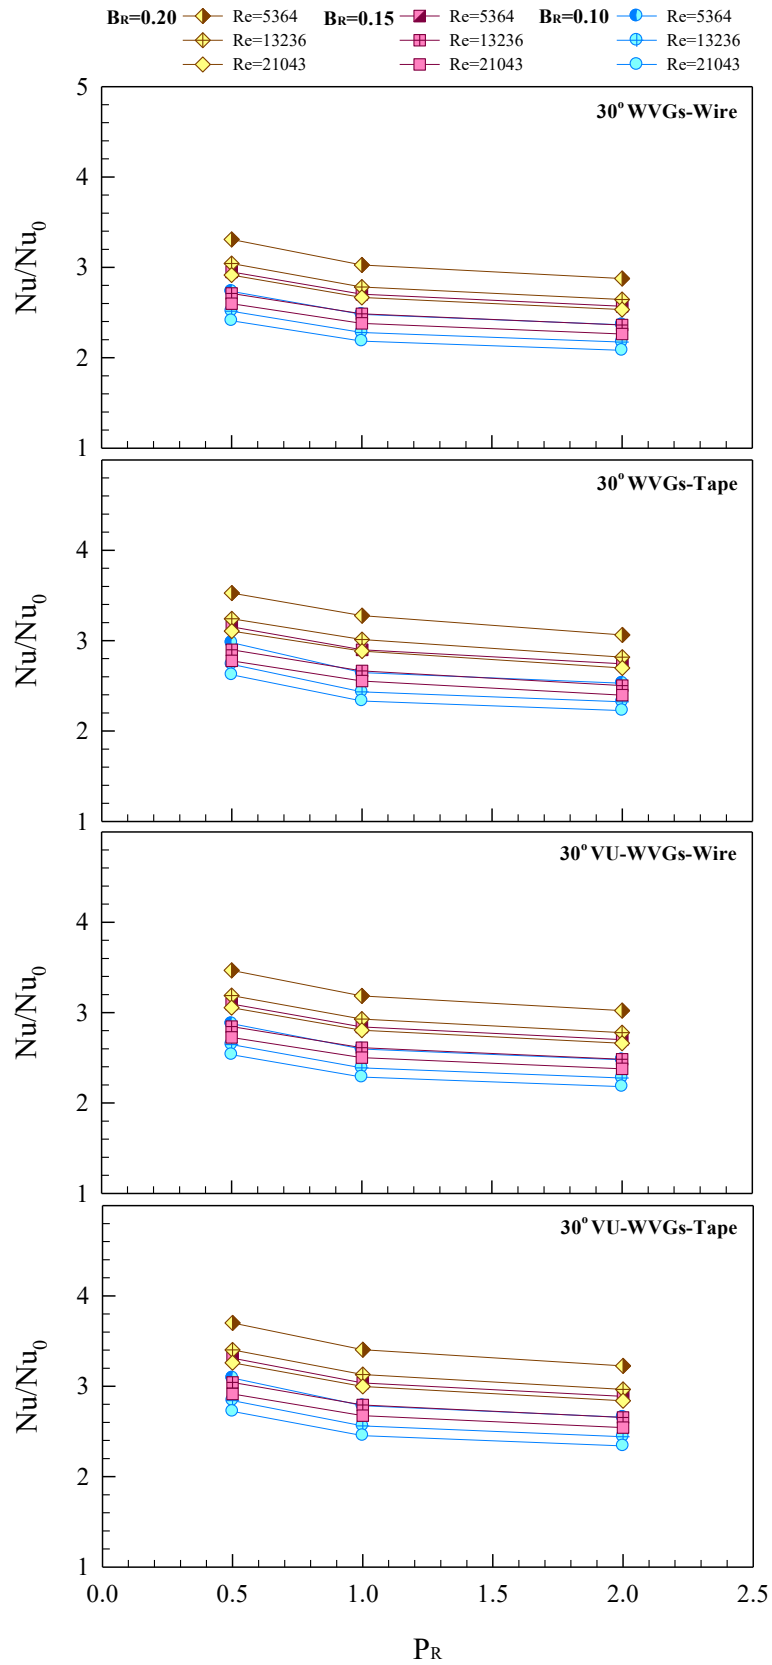 BR=0.20 Re=5364 BR=0.15 Re=5364 BR=0.10 Re=5364
Re=13236 Re=13236 Re=13236
Re=21043 Re=21043 Re=21043
5
30° WVGs-Wire
4
Nu/Nu0
3
2
1
30° WVGs-Tape
4
Nu/Nu0
3
2
1
30° VU-WVGs-Wire
4
Nu/Nu0
3
2
1
30° VU-WVGs-Tape
4
Nu/Nu0
3
2
1
0.0 0.5 1.0 1.5 2.0 2.5
PR